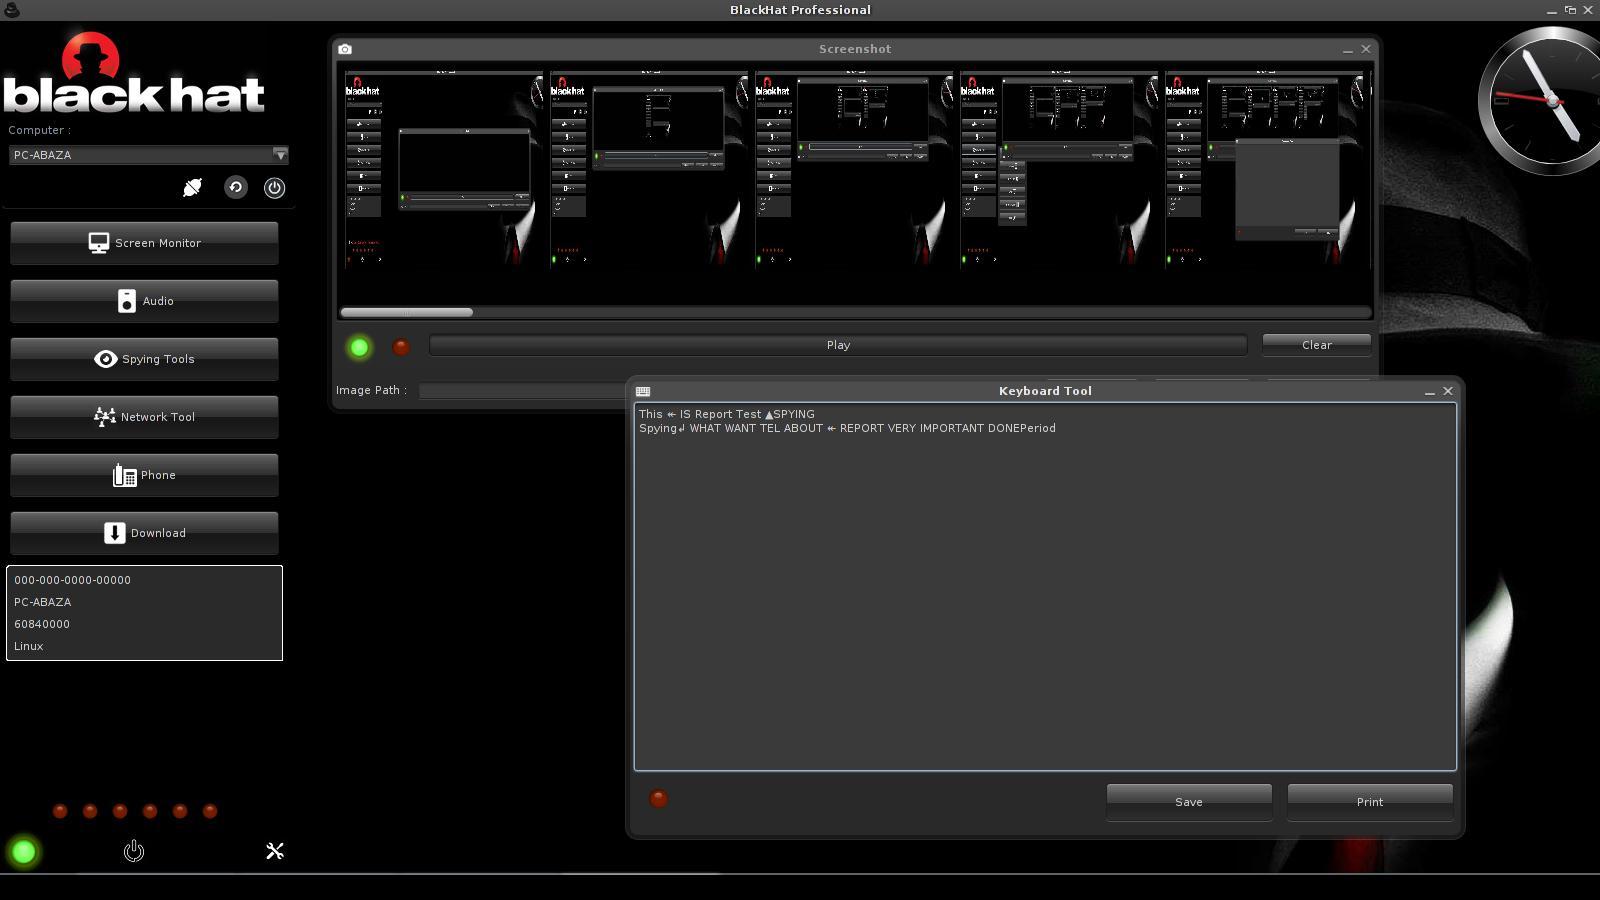 BlackHat Professional
black hat
Computer :
PC-ABAZA
Screen Monitor
Audio
Spying Tools
Network Tool
Phone
Download
000-000-0000-00000
PC-ABAZA
60840000
Linux
Screenshot
Play
Clear
Image Path :
Keyboard Tool
This ↞ IS Report Test ▲SPYING
Spying↲ WHAT WANT TEL ABOUT ↞ REPORT VERY IMPORTANT DONEPeriod
Save
Print